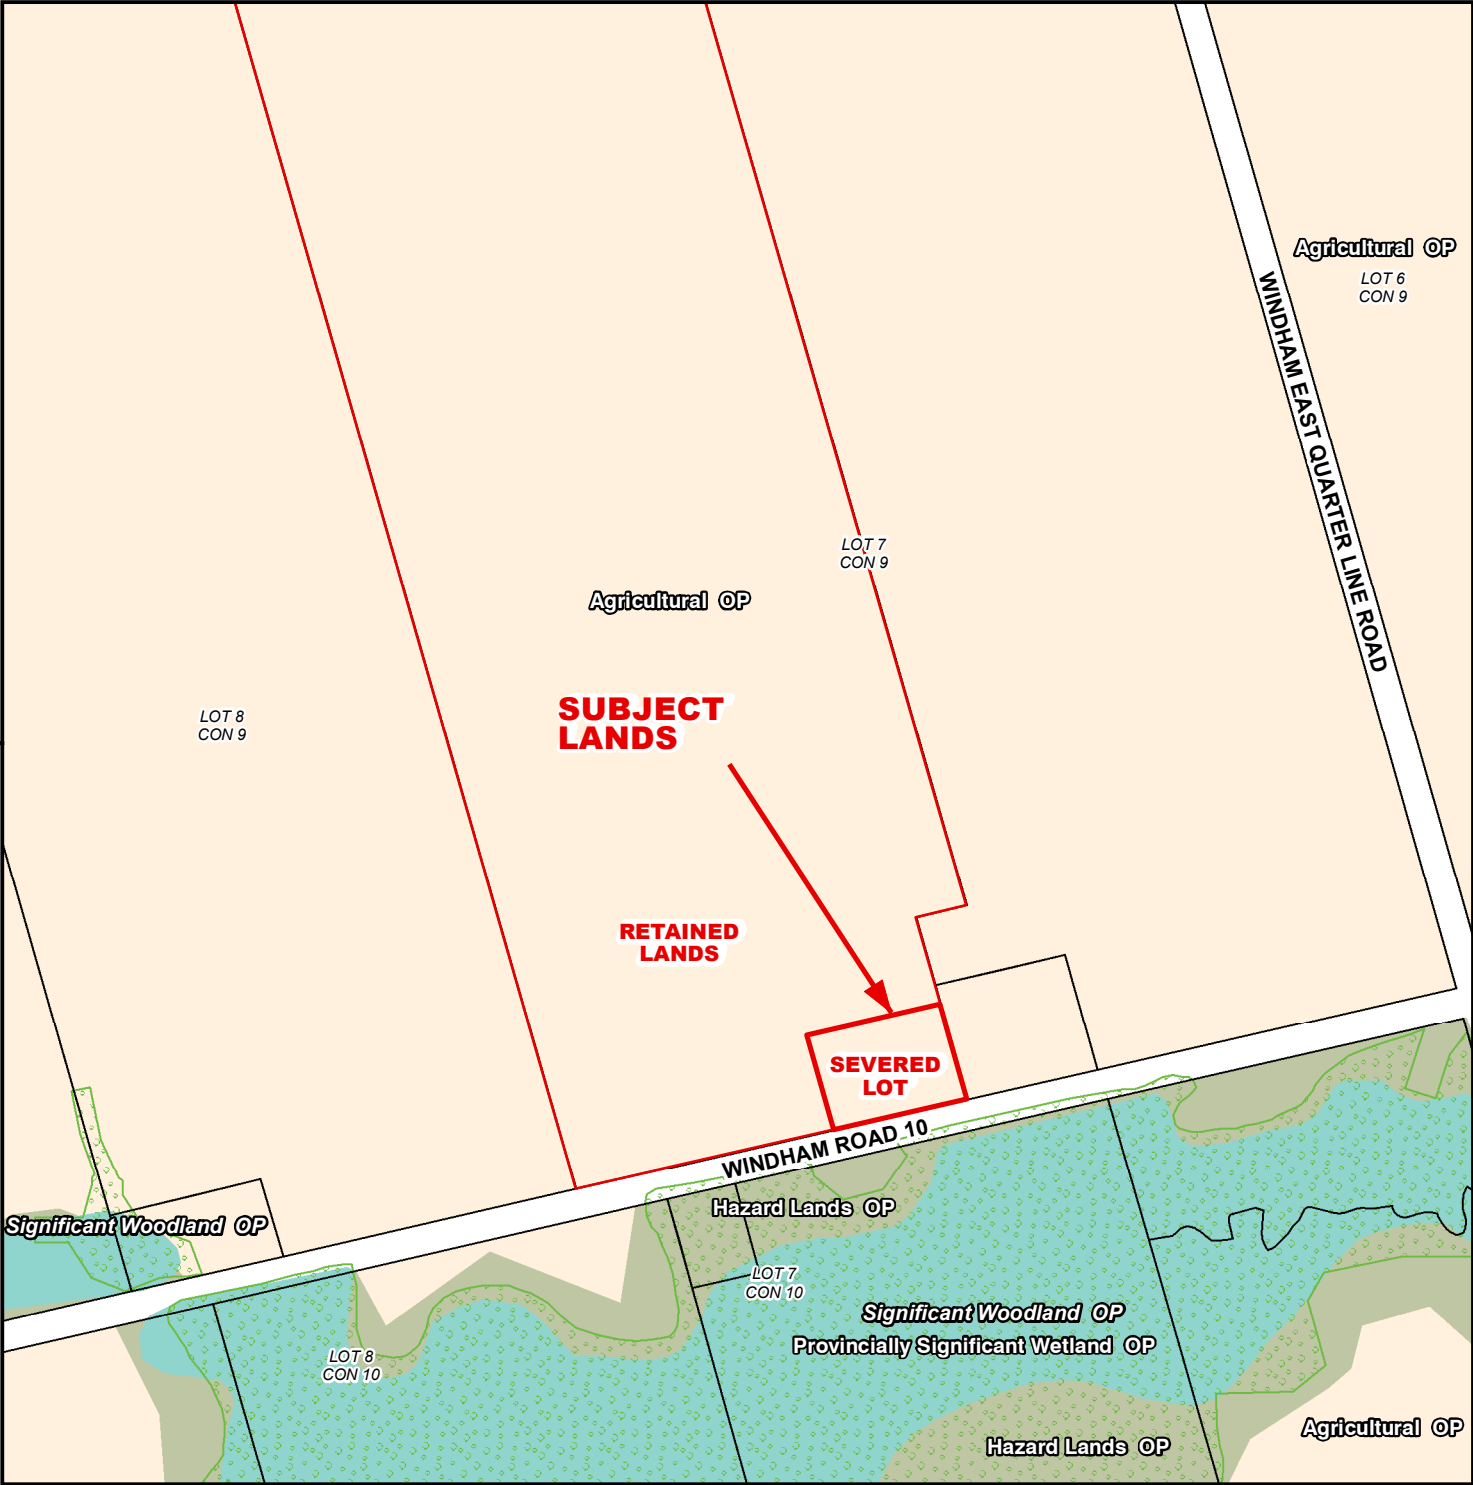 Agricultural OP
LOT 6
CON 9
WINDHAM EAST QUARTER LINE ROAD
LOT 7
CON 9
Agricultural OP
SUBJECT
LANDS
LOT 8
CON 9
RETAINED
LANDS
SEVERED
LOT
WINDHAM ROAD 10
Hazard Lands OP
Significant Woodland OP
LOT 7
CON 10
Significant Woodland OP
Provincially Significant Wetland OP
LOT 8
CON 10
Agricultural OP
Hazard Lands OP